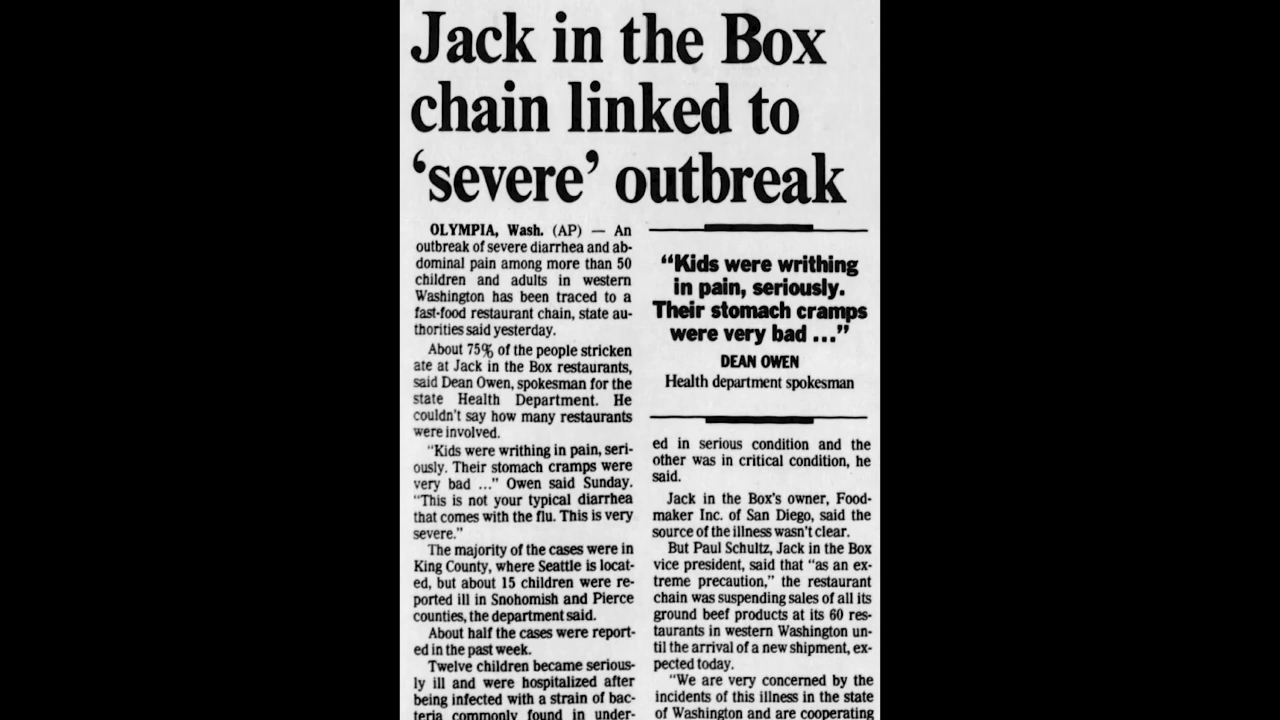 Jack in the Box
chain linked to
‘severe’ outbreak
OLYMPIA, Wash. (AP) — An
outbreak of severe diarrhea and ab-
dominal pain among more than 50
children and adults in western
Washington has been traced to a
fast-food restaurant chain, state au-
thorities said yesterday.
About 75% of the people stricken
ate at Jack in the Box restaurants,
said Dean Owen, spokesman for the
state Health Department. He
couldn't say how many restaurants
were involved.
“Kids were writhing in pain, seri-
ously. Their stomach cramps were
very bad ...” Owen said Sunday.
“This is not your typical diarrhea
that comes with the flu. This is very
severe.”
The majority of the cases were in
King County, where Seattle is locat-
ed, but about 15 children were re-
ported ill in Snohomish and Pierce
counties, the department said.
About half the cases were report-
ed in the past week.
Twelve children became serious-
ly ill and were hospitalized after
being infected with a strain of bac-
teria commonly found in under-
“Kids were writhing
in pain, seriously.
Their stomach cramps
were very bad ...”
DEAN OWEN
Health department spokesman
ed in serious condition and the
other was in critical condition, he
said.
Jack in the Box's owner, Food-
maker Inc. of San Diego, said the
source of the illness wasn't clear.
But Paul Schultz, Jack in the Box
vice president, said that “as an ex-
treme precaution,” the restaurant
chain was suspending sales of all its
ground beef products at its 60 res-
taurants in western Washington un-
til the arrival of a new shipment, ex-
pected today.
“We are very concerned by the
incidents of this illness in the state
of Washington and are cooperating